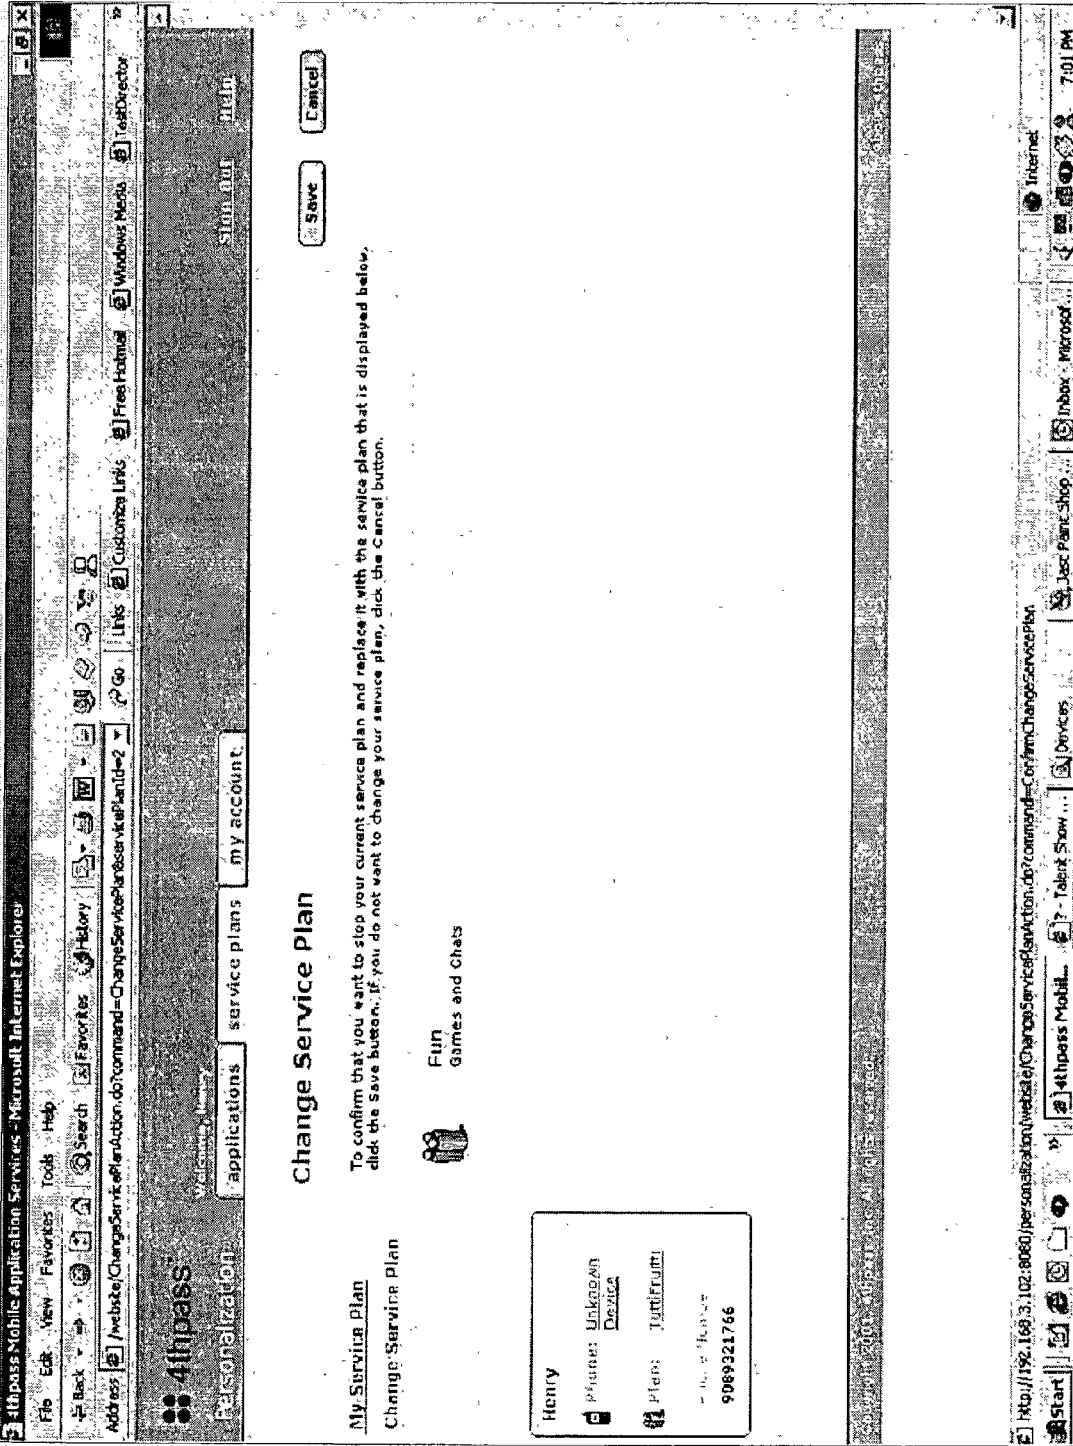 4thpass Mobile Application Services - Microsoft Internet Explorer
File Edit View Favorites Tools Help
Back Search Favorites History
Address /website/ChangeServicePlanAction.do?command=ChangeServicePlan&servicePlanId=2 Go Links Customize Links Free Hotmail Windows Media TestDirector
4thpass
Personalization
Welcome, Henry
Sign out Help
applications service plans my account
My Service Plan
Change Service Plan
Change Service Plan
Save Cancel
To confirm that you want to stop your current service plan and replace it with the service plan that is displayed below,
click the Save button. If you do not want to change your service plan, click the Cancel button.
Fun
Games and Chats
Henry
Phone: Unknown
Device
Plan: TuttiFrutti
Phone Number
9089321766
http://192.168.3.102:8080/personalization/website/ChangeServicePlanAction.do?command=ConfirmChangeServicePlan Internet
Start 4thpass Mobil... ? - Talent Show ... Devices Jasc Paint Shop ... Inbox - Microsof... 7:01 PM